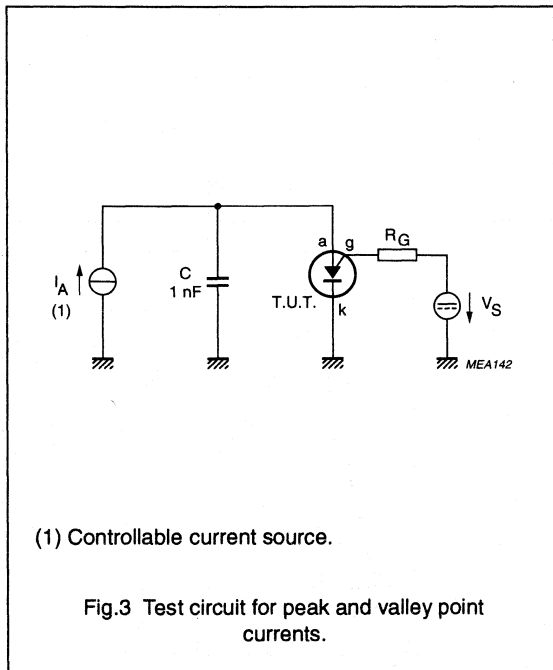 a
g
R_G
I_A
(1)
C
1 nF
T.U.T.
k
V_S
MEA142
(1) Controllable current source.
Fig.3 Test circuit for peak and valley point
currents.